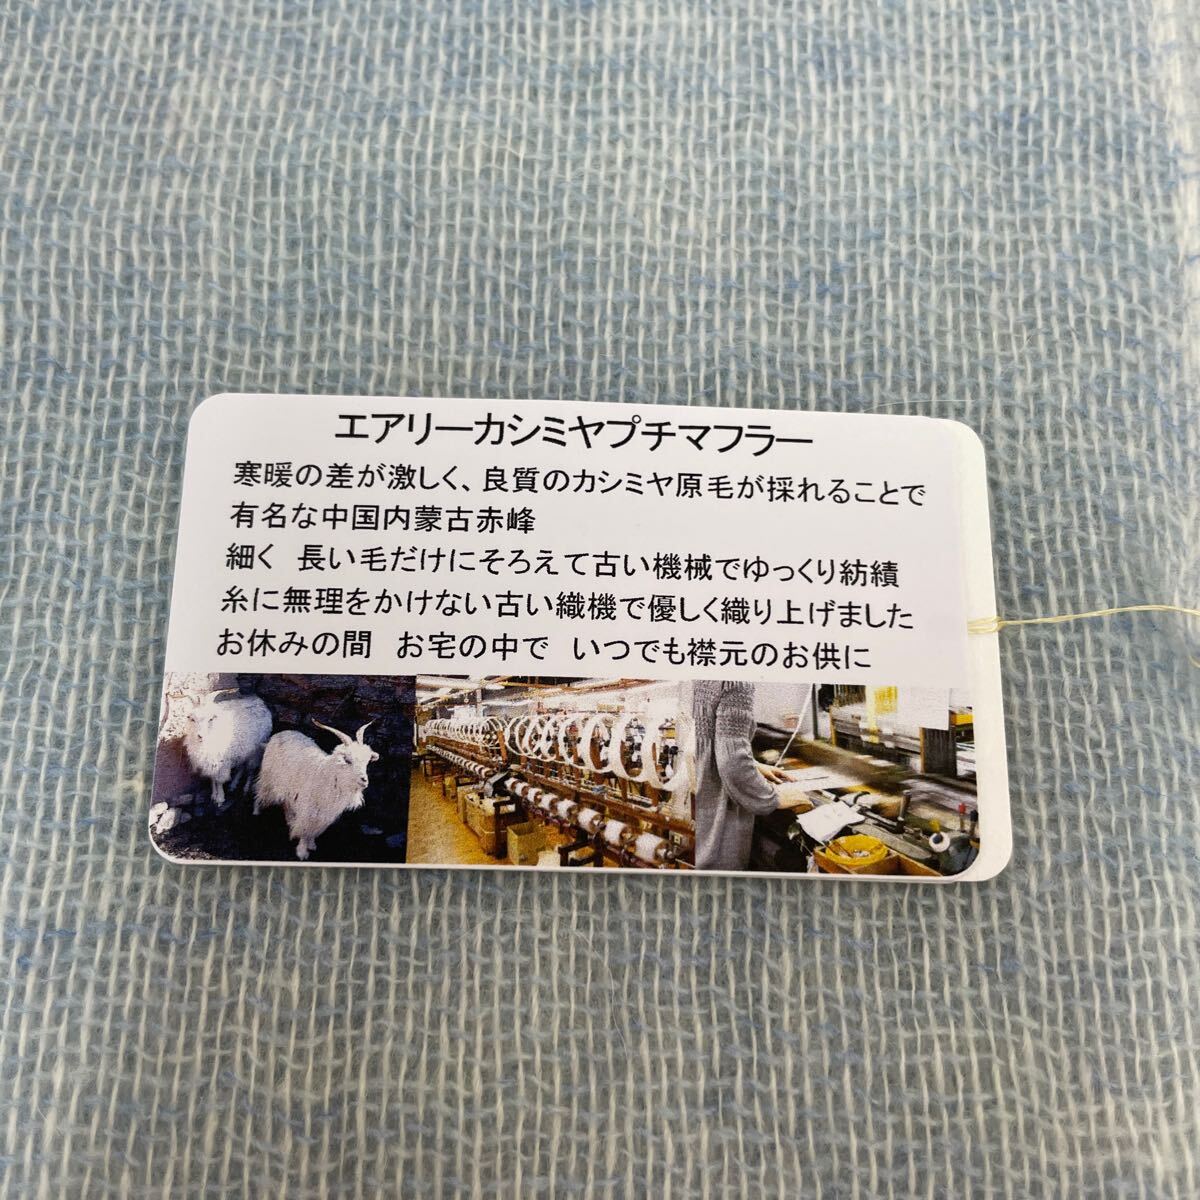 エアリーカシミヤプチマフラー
寒暖の差が激しく、良質のカシミヤ原毛が採れることで
有名な中国内蒙古赤峰
細く 長い毛だけにそろえて古い機械でゆっくり紡績
糸に無理をかけない古い織機で優しく織り上げました
お休みの間 お宅の中で いつでも襟元のお供に